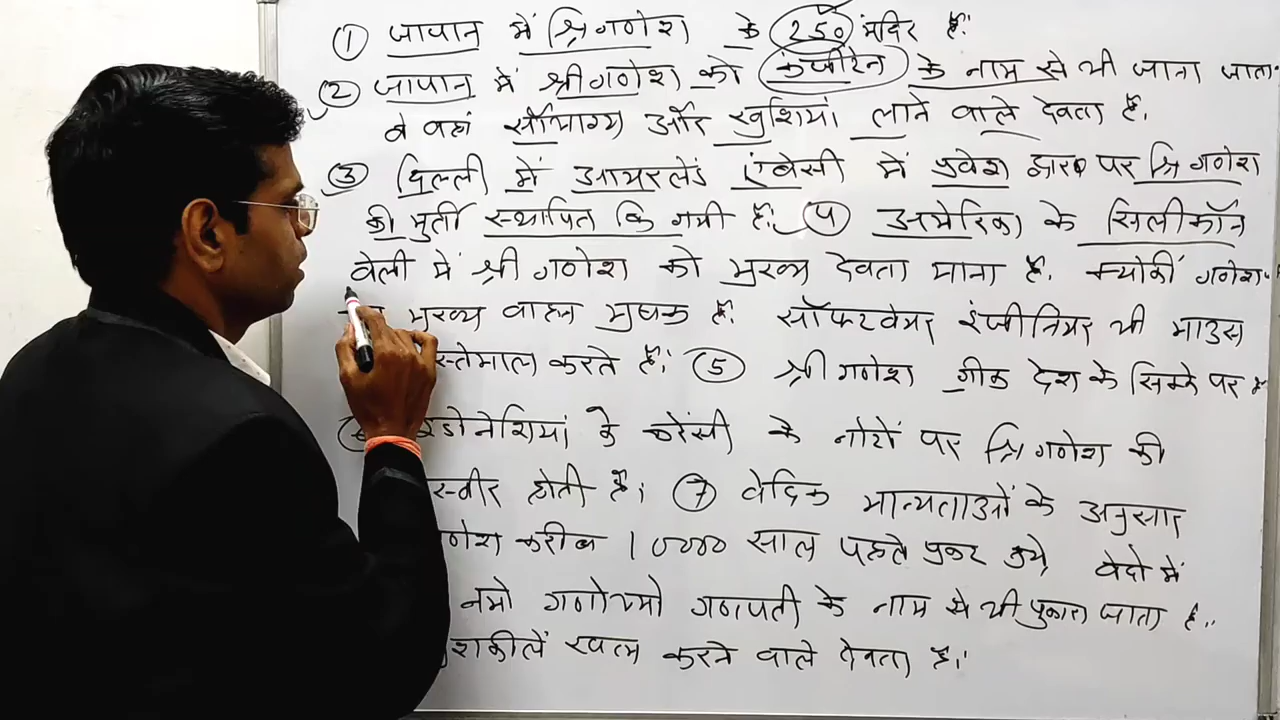 ① जापान में श्रि गणेश के 250 मंदिर है.
② जापान में श्री गणेश को कंजीटेन के नाम से भी जाना जाता.
वे वहां सौभाग्य और खुशियां लाने वाले देवता हैं.
③ दिल्ली में आयरलेंड एंबेसी में प्रवेश द्वार पर श्रि गणेश
की मुर्ती स्थापित कि गयी हैं. ④ अमेरिका के सिलीकॉन
वेली में श्री गणेश को मुख्य देवता माना है. क्योकीं गणेश
मुख्य वाहन मुषक हैं. सॉफ्टवेयर इंजीनियर भी माउस
स्तेमाल करते हैं। ⑤ श्री गणेश ग्रीक देश के सिक्के पर है
⑥ इंडोनेशियां के करेंसी के नोटों पर श्रि गणेश की
स्वीर होती हैं। ⑦ वेदिक मान्यताओं के अनुसार
णेश करीब 10000 साल पहले प्रकट हुये, वेदो में
नमो गणेभ्यो गणपती के नाम से भी पुकारा जाता है.
शकीलें खत्म करने वाले देवता हैं।